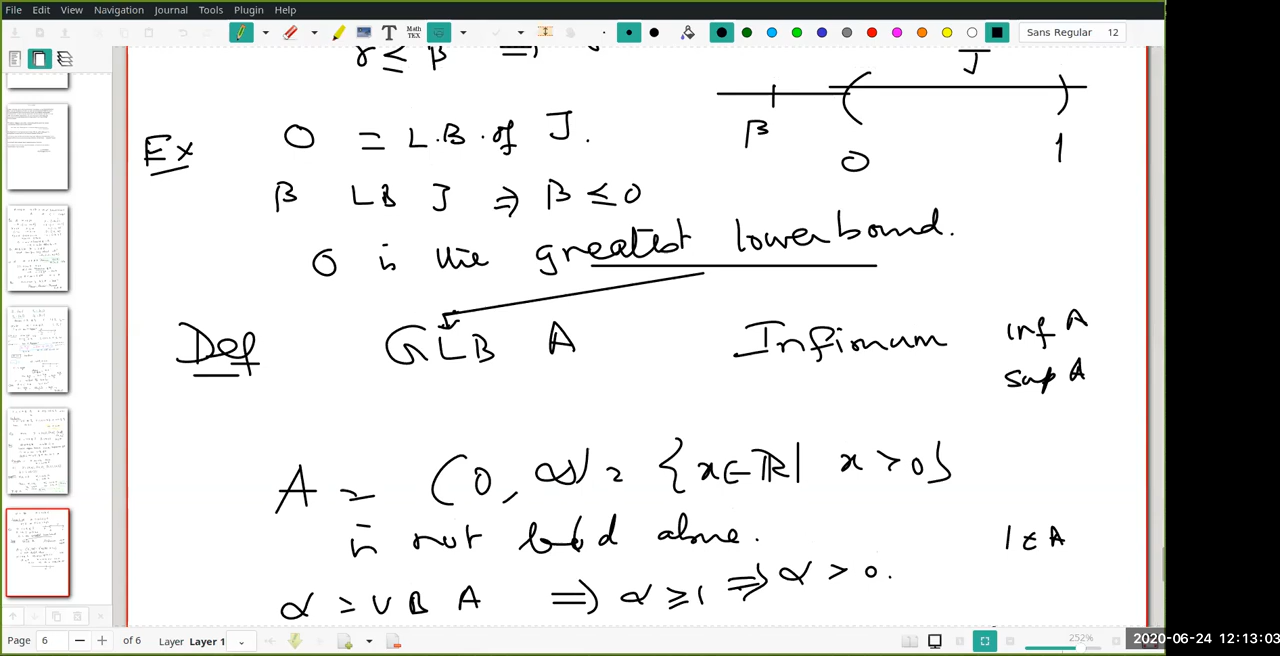 File Edit View Navigation Journal Tools Plugin Help
Sans Regular 12
≤ β ⇒
J
β 0 1
Ex 0 = L.B. of J.
β LB J ⇒ β ≤ 0
0 is the greatest lower bound.
Def GLB A Infimum inf A
sup A
A = (0, ∞) = {x ∈ ℝ | x > 0}
is not bdd above. 1 ∈ A
α = UB A ⇒ α ≥ 1 ⇒ α > 0.
Page 6 of 6 Layer Layer 1 252% 2020-06-24 12:13:03